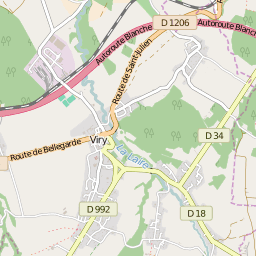 D 1206
Autoroute Blanche
Autoroute Blanche
Route de Saint-Julien
D 34
Viry
Route de Bellegarde
La Laire
D 992
D 18